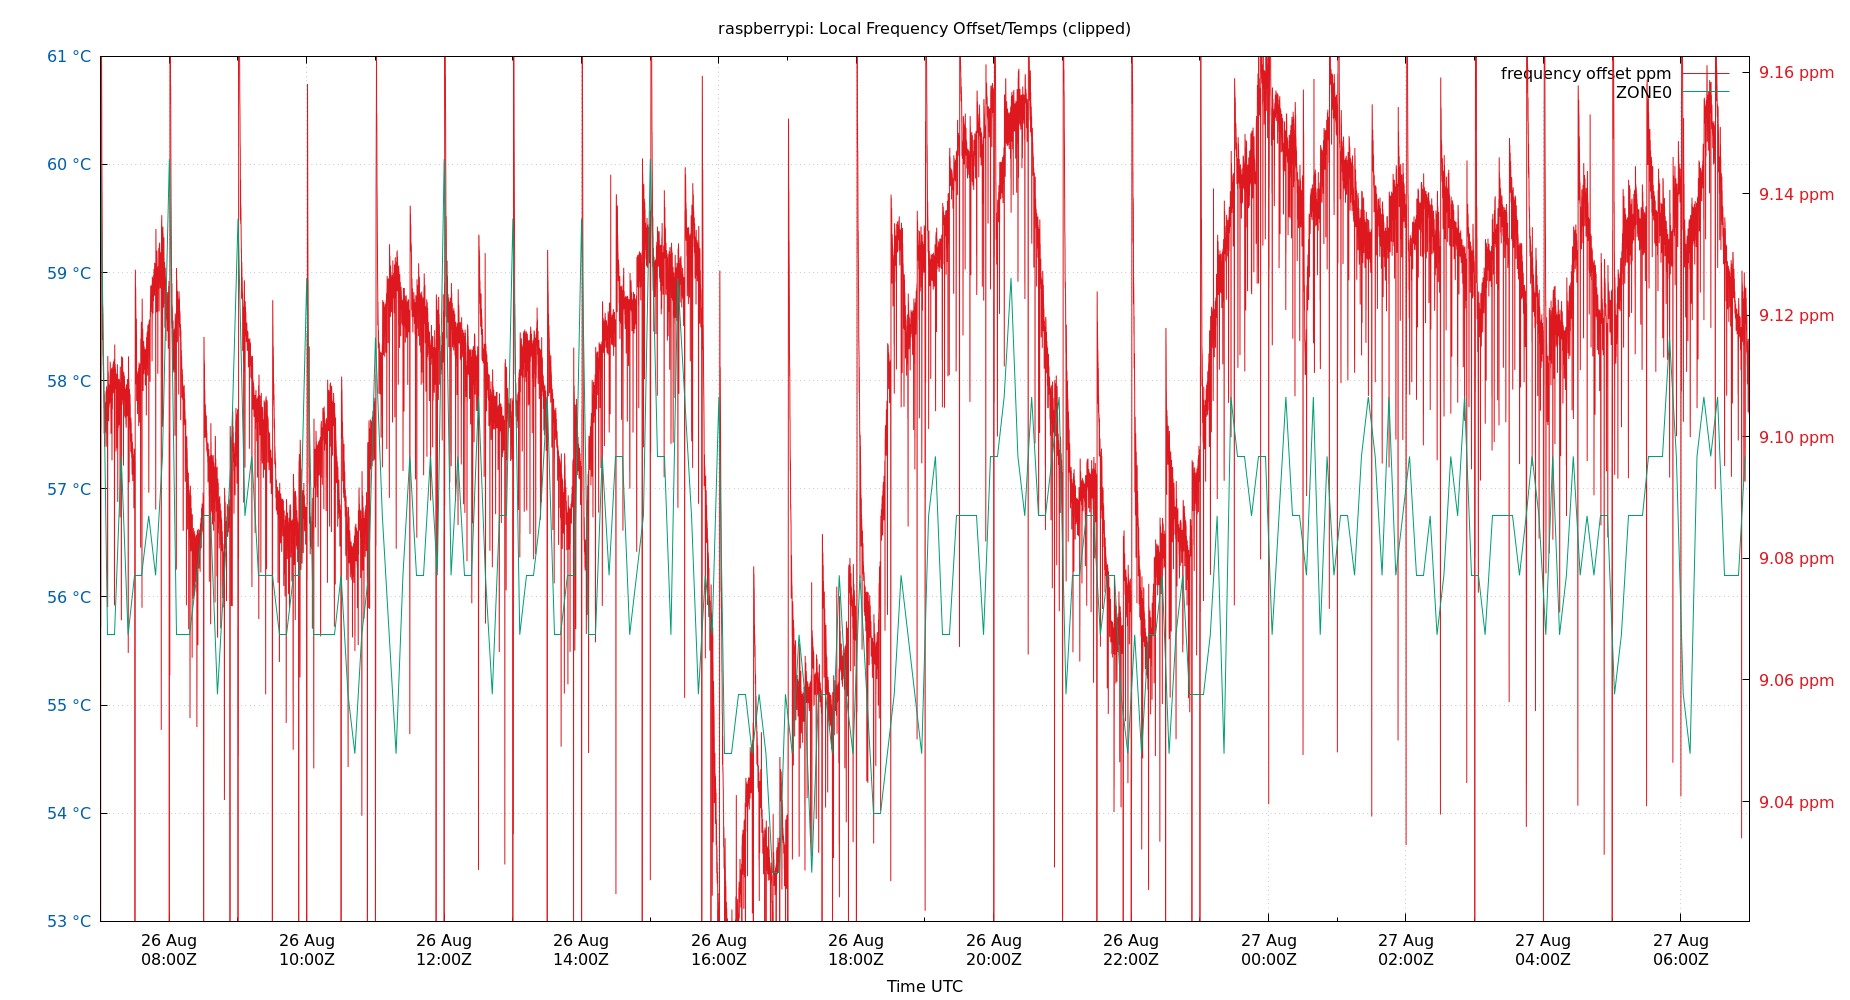 raspberrypi: Local Frequency Offset/Temps (clipped)
61 °C
60 °C
59 °C
58 °C
57 °C
56 °C
55 °C
54 °C
53 °C
frequency offset ppm
ZONE0
9.16 ppm
9.14 ppm
9.12 ppm
9.10 ppm
9.08 ppm
9.06 ppm
9.04 ppm
26 Aug
08:00Z
26 Aug
10:00Z
26 Aug
12:00Z
26 Aug
14:00Z
26 Aug
16:00Z
26 Aug
18:00Z
26 Aug
20:00Z
26 Aug
22:00Z
27 Aug
00:00Z
27 Aug
02:00Z
27 Aug
04:00Z
27 Aug
06:00Z
Time UTC